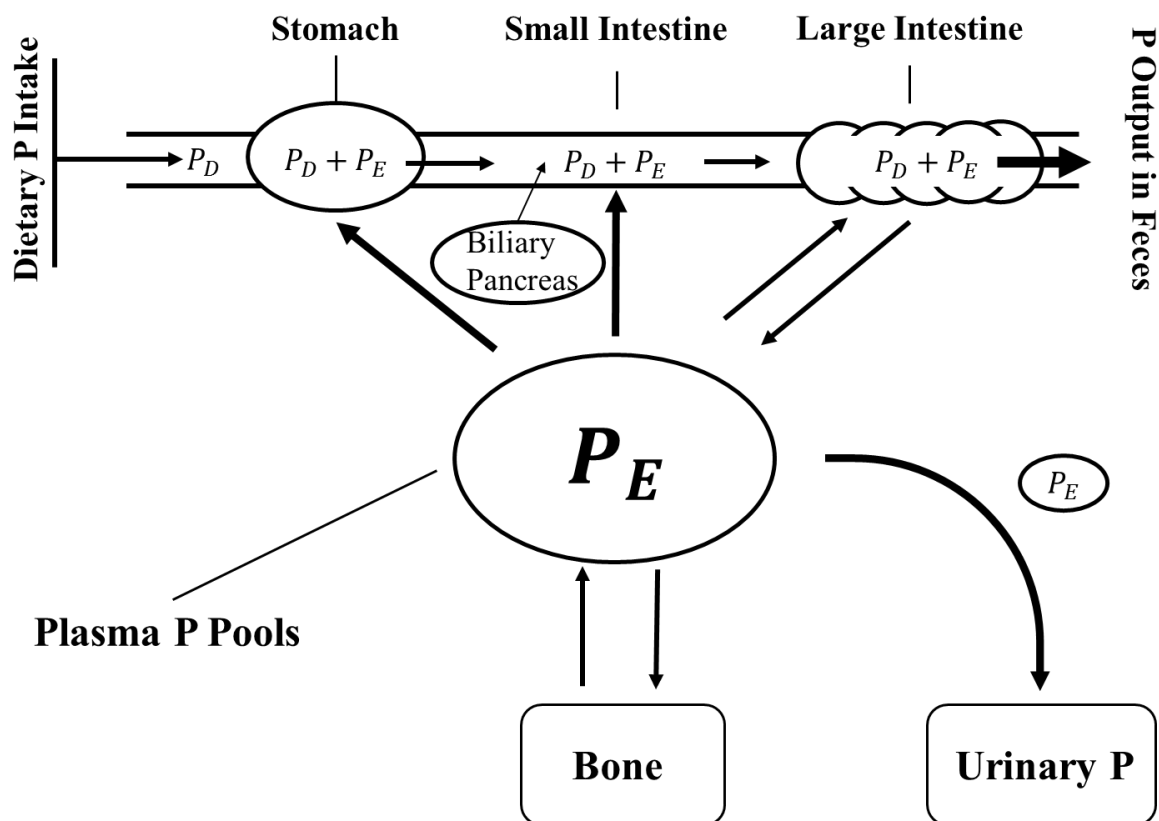 Stomach
Small Intestine
Large Intestine
Dietary P Intake
P Output in Feces
P_D
P_D + P_E
P_D + P_E
P_D + P_E
Biliary
Pancreas
P_E
P_E
Plasma P Pools
Bone
Urinary P